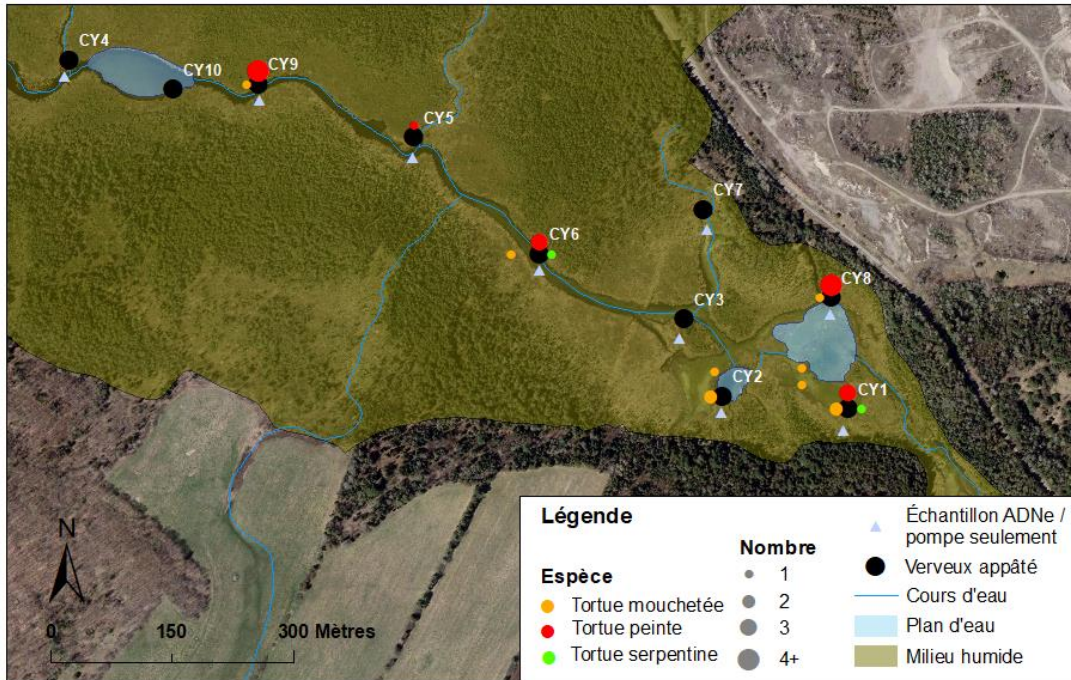 CY4
CY10
CY9
CY5
CY7
CY6
CY8
CY3
CY2
CY1
N
0 150 300 Mètres
Légende
Espèce
Tortue mouchetée
Tortue peinte
Tortue serpentine
Nombre
1
2
3
4+
Échantillon ADNe /
pompe seulement
Verveux appâté
Cours d'eau
Plan d'eau
Milieu humide